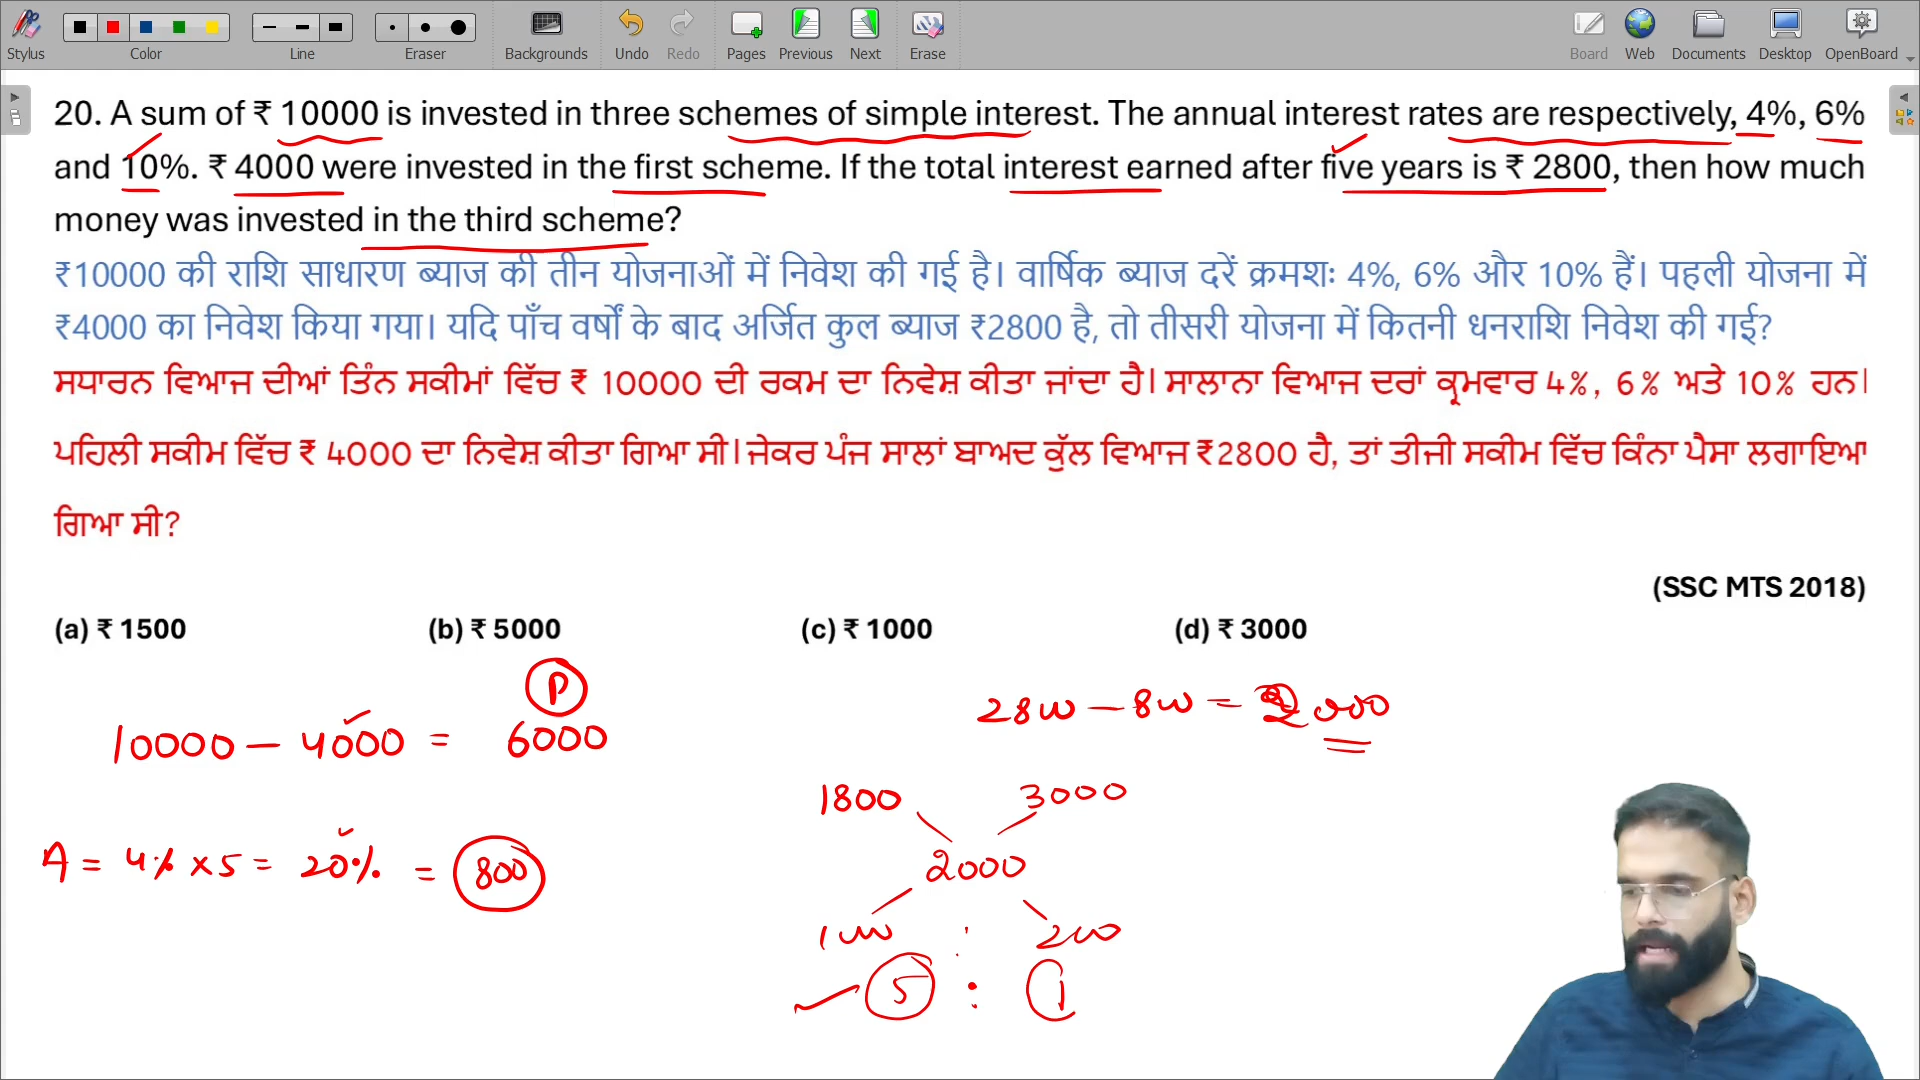 Stylus Color Line Eraser Backgrounds Undo Redo Pages Previous Next Erase Board Web Documents Desktop OpenBoard
20. A sum of ₹ 10000 is invested in three schemes of simple interest. The annual interest rates are respectively, 4%, 6%
and 10%. ₹ 4000 were invested in the first scheme. If the total interest earned after five years is ₹ 2800, then how much
money was invested in the third scheme?
₹10000 की राशि साधारण ब्याज की तीन योजनाओं में निवेश की गई है। वार्षिक ब्याज दरें क्रमशः 4%, 6% और 10% हैं। पहली योजना में
₹4000 का निवेश किया गया। यदि पाँच वर्षों के बाद अर्जित कुल ब्याज ₹2800 है, तो तीसरी योजना में कितनी धनराशि निवेश की गई?
ਸਧਾਰਨ ਵਿਆਜ ਦੀਆਂ ਤਿੰਨ ਸਕੀਮਾਂ ਵਿੱਚ ₹ 10000 ਦੀ ਰਕਮ ਦਾ ਨਿਵੇਸ਼ ਕੀਤਾ ਜਾਂਦਾ ਹੈ। ਸਾਲਾਨਾ ਵਿਆਜ ਦਰਾਂ ਕ੍ਰਮਵਾਰ 4%, 6% ਅਤੇ 10% ਹਨ।
ਪਹਿਲੀ ਸਕੀਮ ਵਿੱਚ ₹ 4000 ਦਾ ਨਿਵੇਸ਼ ਕੀਤਾ ਗਿਆ ਸੀ। ਜੇਕਰ ਪੰਜ ਸਾਲਾਂ ਬਾਅਦ ਕੁੱਲ ਵਿਆਜ ₹2800 ਹੈ, ਤਾਂ ਤੀਜੀ ਸਕੀਮ ਵਿੱਚ ਕਿੰਨਾ ਪੈਸਾ ਲਗਾਇਆ
ਗਿਆ ਸੀ?
(SSC MTS 2018)
(a) ₹ 1500 (b) ₹ 5000 (c) ₹ 1000 (d) ₹ 3000
P
10000 - 4000 = 6000
2800 - 800 = 2000
1800 3000
A = 4% × 5 = 20% = 800
2000
1000 : 200
5 : 1